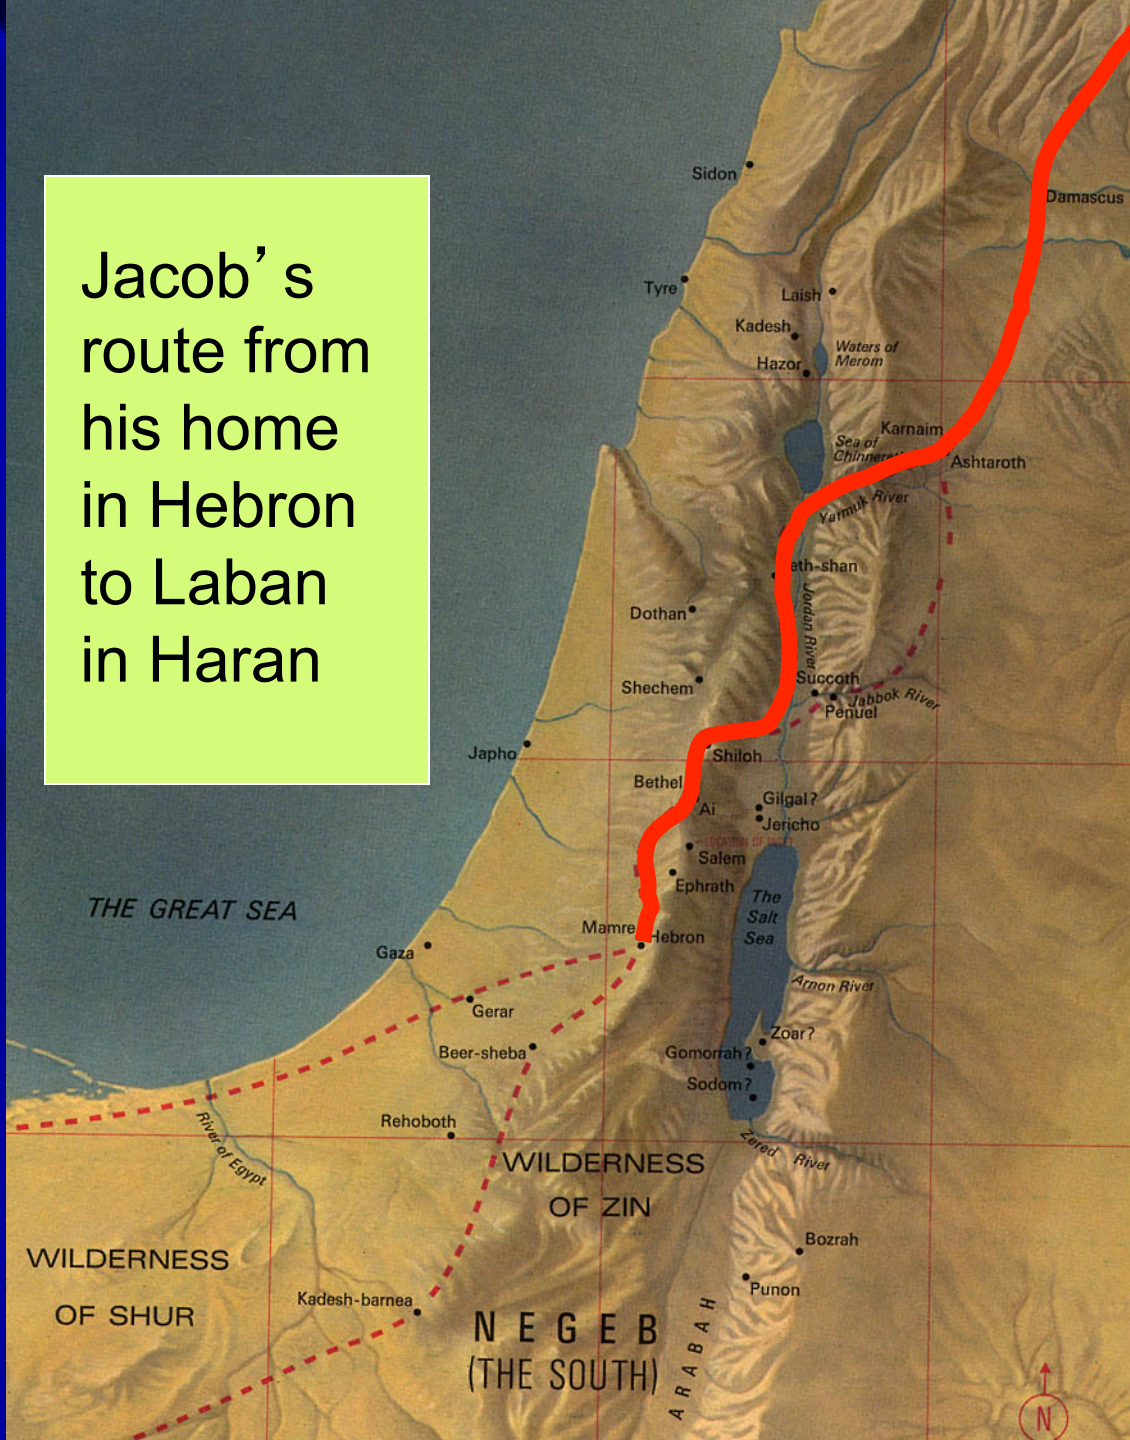 Jacob's
route from
his home
in Hebron
to Laban
in Haran
Sidon
Damascus
Tyre
Laish
Kadesh
Waters of
Merom
Hazor
Karnaim
Sea of
Ashtaroth
Yarmuk River
Dothan
Jordan River
Shechem
Succoth
Jabbok River
Penuel
Japho
Shiloh
Bethel
Ai
Gilgal?
Jericho
Salem
Ephrath
THE GREAT SEA
The
Salt
Sea
Mamre
Hebron
Gaza
Arnon River
Gerar
Zoar?
Beer-sheba
Gomorrah?
Sodom?
River of Egypt
Rehoboth
Zered River
WILDERNESS
OF ZIN
Bozrah
WILDERNESS
OF SHUR
Punon
Kadesh-barnea
NEGEB
(THE SOUTH)
ARABAH
N